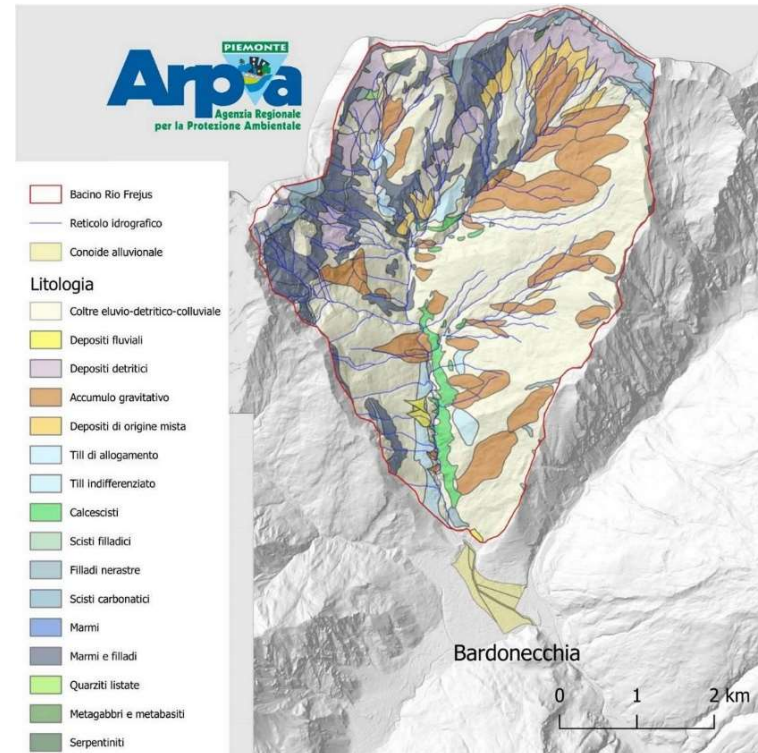 PIEMONTE
Arpa
Agenzia Regionale
per la Protezione Ambientale
Bacino Rio Frejus
Reticolo idrografico
Conoide alluvionale
Litologia
Coltre eluvio-detritico-colluviale
Depositi fluviali
Depositi detritici
Accumulo gravitativo
Depositi di origine mista
Till di allogamento
Till indifferenziato
Calcescisti
Scisti filladici
Filladi nerastre
Scisti carbonatici
Marmi
Marmi e filladi
Quarziti listate
Metagabbri e metabasiti
Serpentiniti
Bardonecchia
0 1 2 km